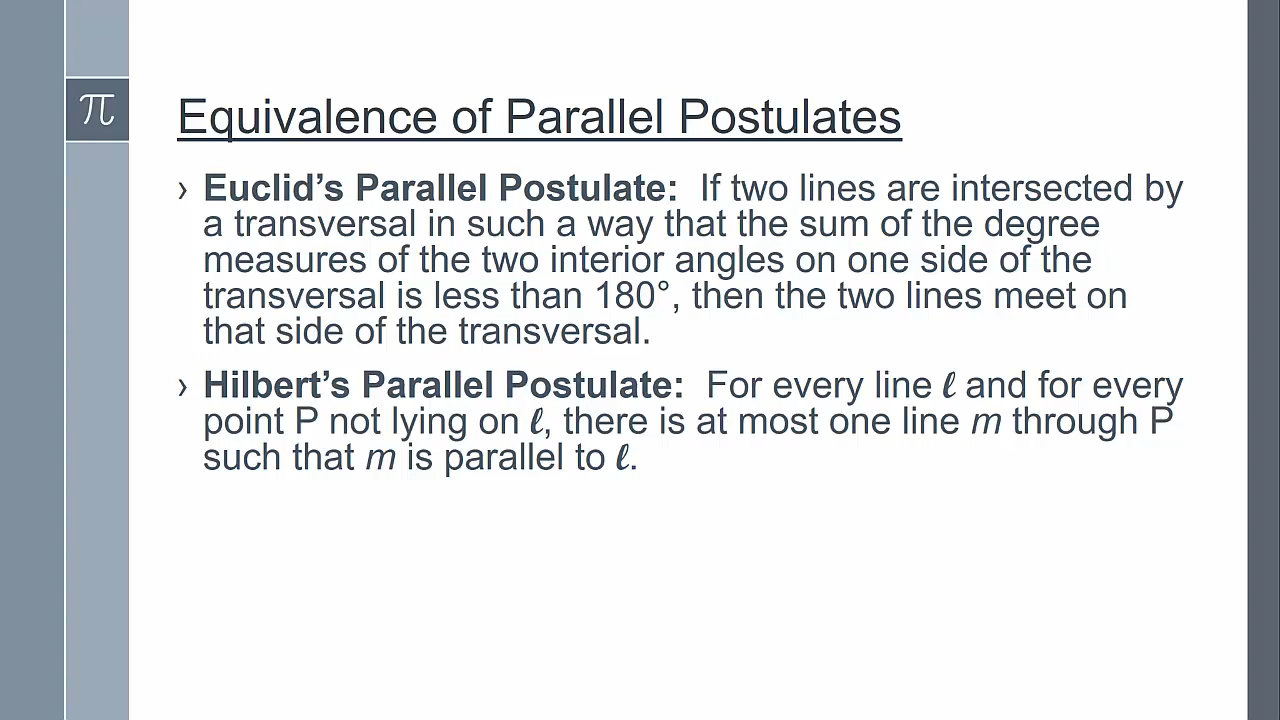 π
Equivalence of Parallel Postulates
› Euclid’s Parallel Postulate:  If two lines are intersected by
a transversal in such a way that the sum of the degree
measures of the two interior angles on one side of the
transversal is less than 180°, then the two lines meet on
that side of the transversal.
› Hilbert’s Parallel Postulate:  For every line ℓ and for every
point P not lying on ℓ, there is at most one line m through P
such that m is parallel to ℓ.